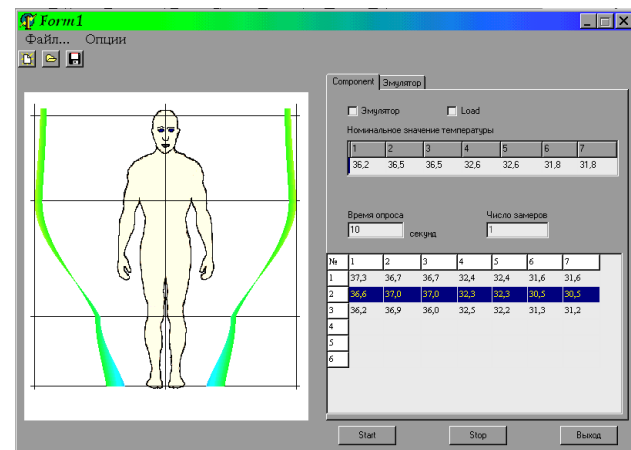 Form1
Файл... Опции
Component Эмулятор
Эмулятор Load
Номинальное значение температуры
1 2 3 4 5 6 7
36,2 36,5 36,5 32,6 32,6 31,8 31,8
Время опроса Число замеров
10 секунд 1
№ 1 2 3 4 5 6 7
1 37,3 36,7 36,7 32,4 32,4 31,6 31,6
2 36,6 37,0 37,0 32,3 32,3 30,5 30,5
3 36,2 36,9 36,0 32,5 32,2 31,3 31,2
4
5
6
Start Stop Выход